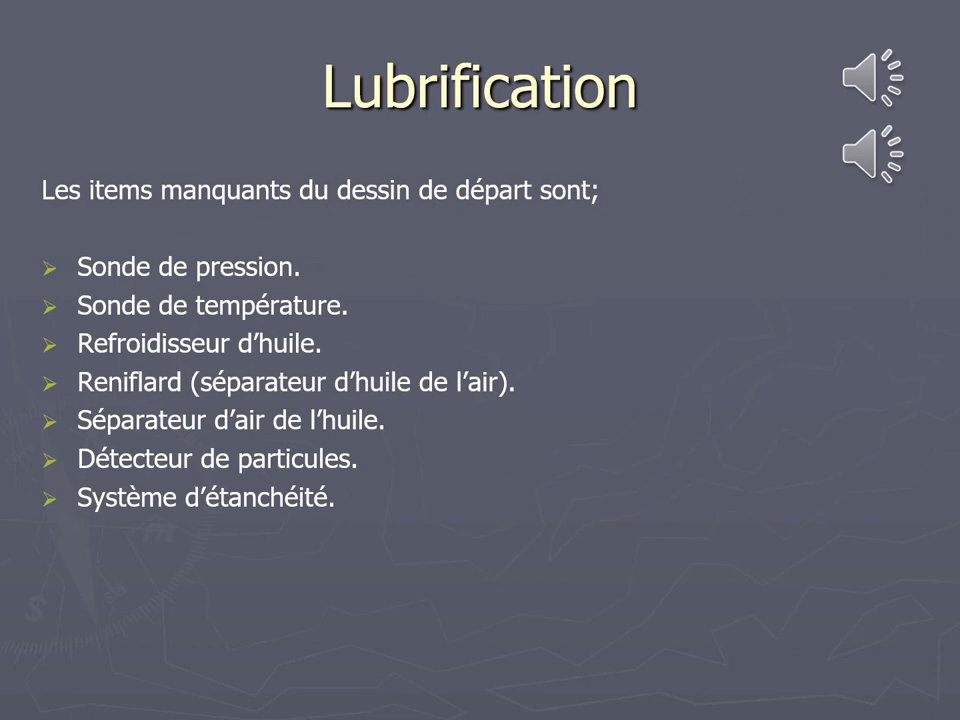 Lubrification
Les items manquants du dessin de départ sont;
Sonde de pression.
Sonde de température.
Refroidisseur d’huile.
Reniflard (séparateur d’huile de l’air).
Séparateur d’air de l’huile.
Détecteur de particules.
Système d’étanchéité.